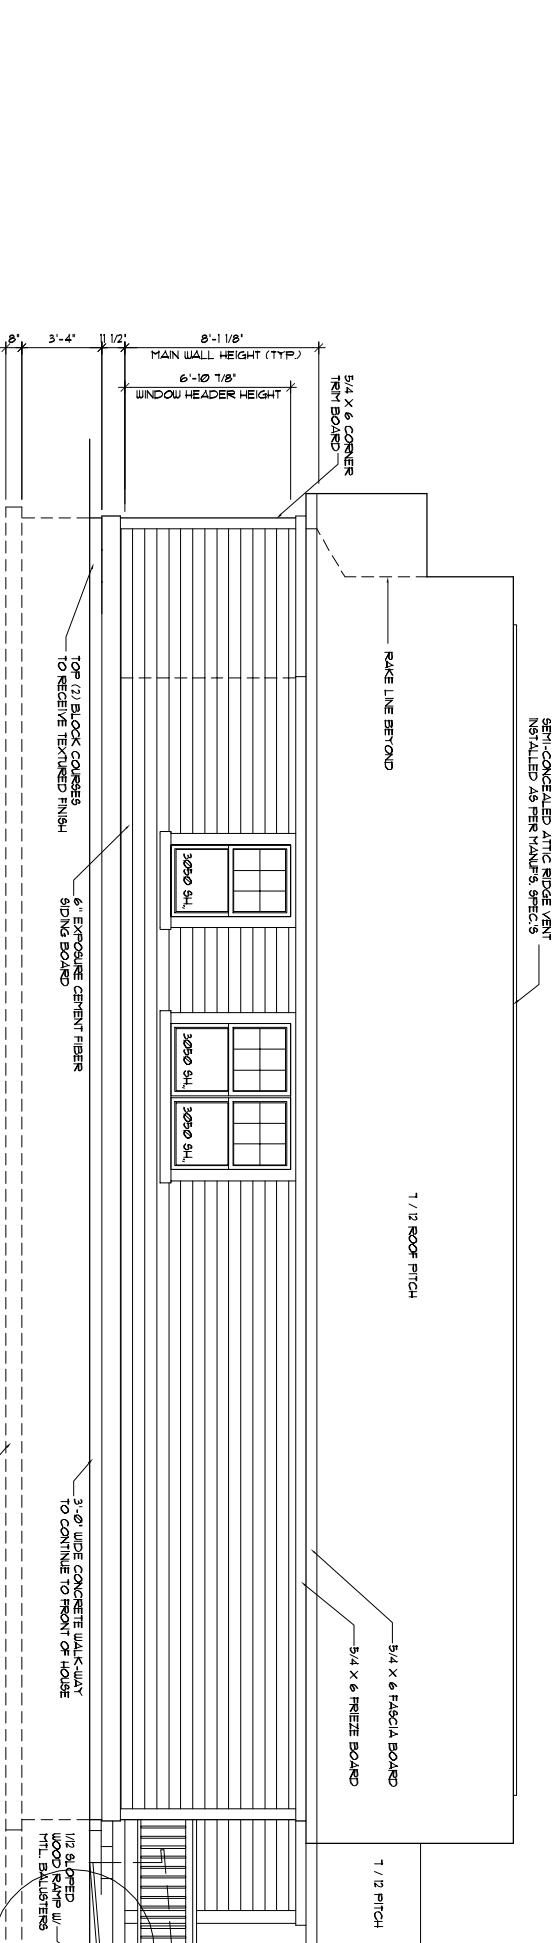 8"
3'-4"
11 1/2"
8'-1 1/8"
MAIN WALL HEIGHT (TYP.)
6'-10 7/8"
WINDOW HEADER HEIGHT
5/4 X 6 CORNER
TRIM BOARD
RAKE LINE BEYOND
SEMI-CONCEALED ATTIC RIDGE VENT
INSTALLED AS PER MANUF'S. SPEC.'S
TOP (2) BLOCK COURSES
TO RECEIVE TEXTURED FINISH
6" EXPOSURE CEMENT FIBER
SIDING BOARD
3050 S.H.
3050 S.H.
3050 S.H.
7 / 12 ROOF PITCH
3'-0" WIDE CONCRETE WALK-WAY
TO CONTINUE TO FRONT OF HOUSE
5/4 X 6 FASCIA BOARD
5/4 X 6 FRIEZE BOARD
1/12 SLOPED
WOOD RAMP W/
MTL. BALUSTERS
7 / 12 PITCH